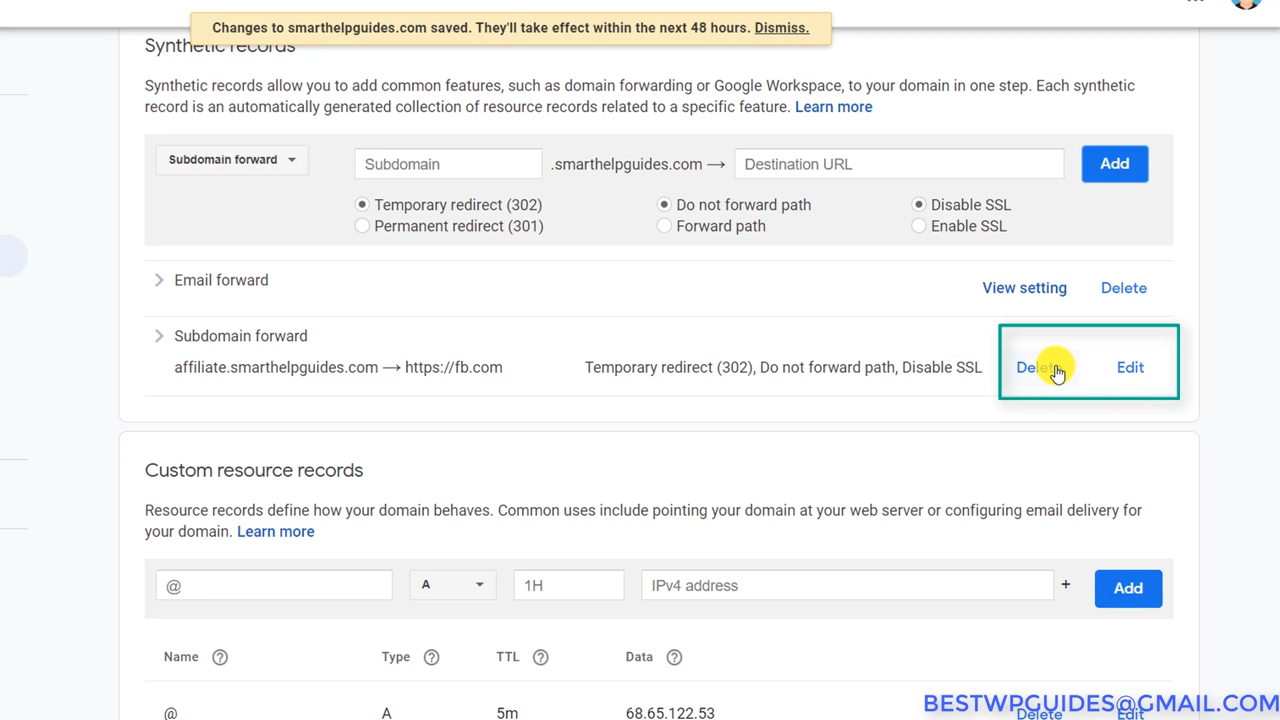 Changes to smarthelpguides.com saved. They'll take effect within the next 48 hours. Dismiss.
Synthetic records
Synthetic records allow you to add common features, such as domain forwarding or Google Workspace, to your domain in one step. Each synthetic
record is an automatically generated collection of resource records related to a specific feature. Learn more
Subdomain forward Subdomain .smarthelpguides.com → Destination URL Add
Temporary redirect (302) Do not forward path Disable SSL
Permanent redirect (301) Forward path Enable SSL
Email forward
View setting Delete
Subdomain forward
affiliate.smarthelpguides.com → https://fb.com Temporary redirect (302), Do not forward path, Disable SSL Delete Edit
Custom resource records
Resource records define how your domain behaves. Common uses include pointing your domain at your web server or configuring email delivery for
your domain. Learn more
@ A 1H IPv4 address + Add
Name ? Type ? TTL ? Data ?
@ A 5m 68.65.122.53 Delete Edit
BESTWPGUIDES@GMAIL.COM